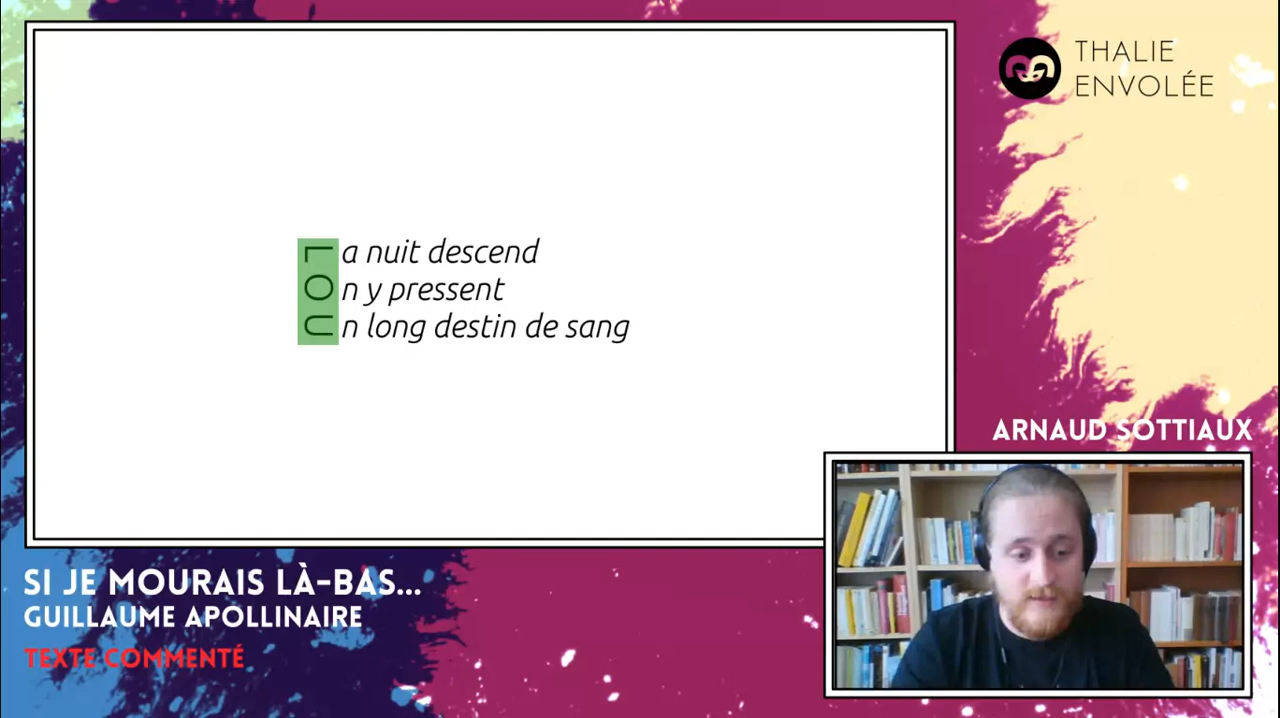 THALIE
ENVOLÉE
La nuit descend
On y pressent
Un long destin de sang
ARNAUD SOTTIAUX
SI JE MOURAIS LÀ-BAS...
GUILLAUME APOLLINAIRE
TEXTE COMMENTÉ